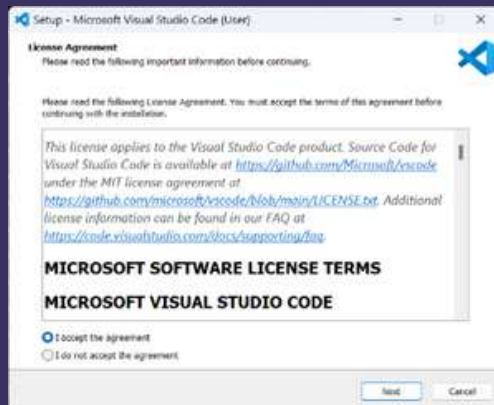 Setup - Microsoft Visual Studio Code (User)
License Agreement
Please read the following important information before continuing.
Please read the following License Agreement. You must accept the terms of this agreement before
continuing with the installation.
This license applies to the Visual Studio Code product. Source Code for
Visual Studio Code is available at https://github.com/Microsoft/vscode
under the MIT license agreement at
https://github.com/microsoft/vscode/blob/main/LICENSE.txt. Additional
license information can be found in our FAQ at
https://code.visualstudio.com/docs/supporting/faq.
MICROSOFT SOFTWARE LICENSE TERMS
MICROSOFT VISUAL STUDIO CODE
I accept the agreement
I do not accept the agreement
Next
Cancel